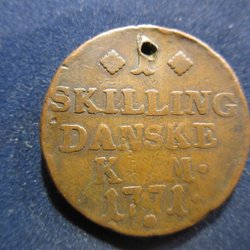 1
SKILLING
DANSKE
K M.
1771.